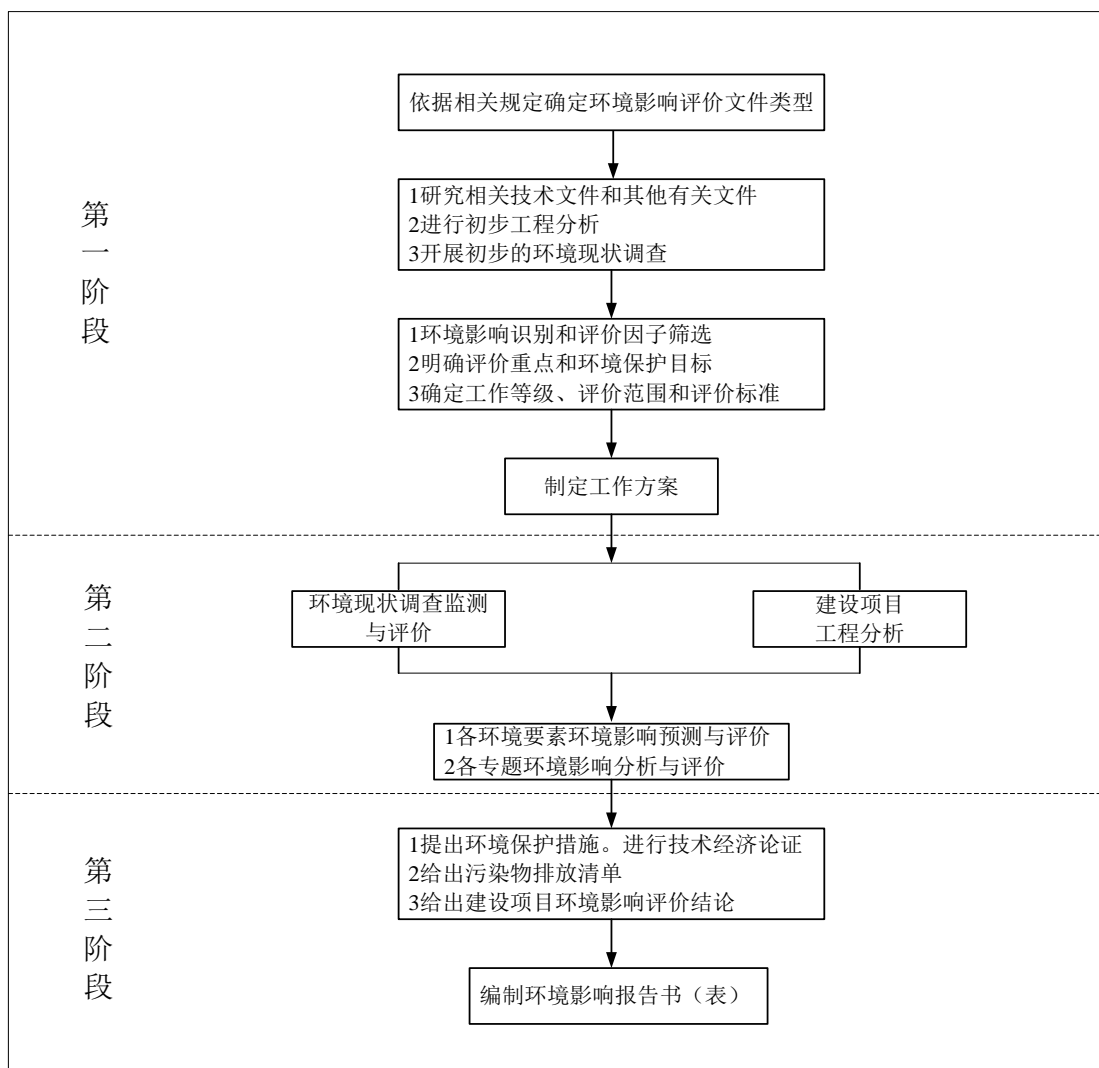 依据相关规定确定环境影响评价文件类型
第一阶段
1研究相关技术文件和其他有关文件
2进行初步工程分析
3开展初步的环境现状调查
1环境影响识别和评价因子筛选
2明确评价重点和环境保护目标
3确定工作等级、评价范围和评价标准
制定工作方案
第二阶段
环境现状调查监测
与评价
建设项目
工程分析
1各环境要素环境影响预测与评价
2各专题环境影响分析与评价
第三阶段
1提出环境保护措施。进行技术经济论证
2给出污染物排放清单
3给出建设项目环境影响评价结论
编制环境影响报告书（表）